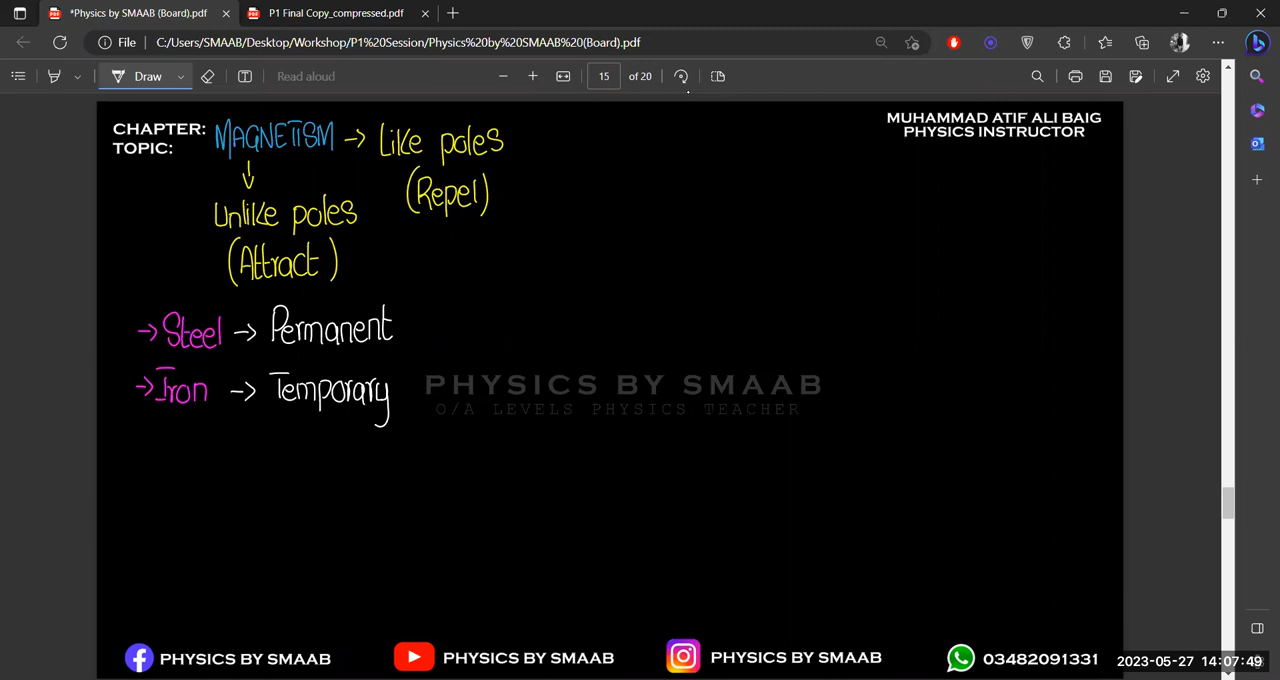 *Physics by SMAAB (Board).pdf
P1 Final Copy_compressed.pdf
File C:/Users/SMAAB/Desktop/Workshop/P1%20Session/Physics%20by%20SMAAB%20(Board).pdf
Draw Read aloud 15 of 20
CHAPTER: MAGNETISM → Like poles
TOPIC:
(Repel)
↓
Unlike poles
(Attract)
MUHAMMAD ATIF ALI BAIG
PHYSICS INSTRUCTOR
→ Steel → Permanent
→ Iron → Temporary
PHYSICS BY SMAAB
O/A LEVELS PHYSICS TEACHER
PHYSICS BY SMAAB PHYSICS BY SMAAB PHYSICS BY SMAAB 03482091331
2023-05-27 14:07:49